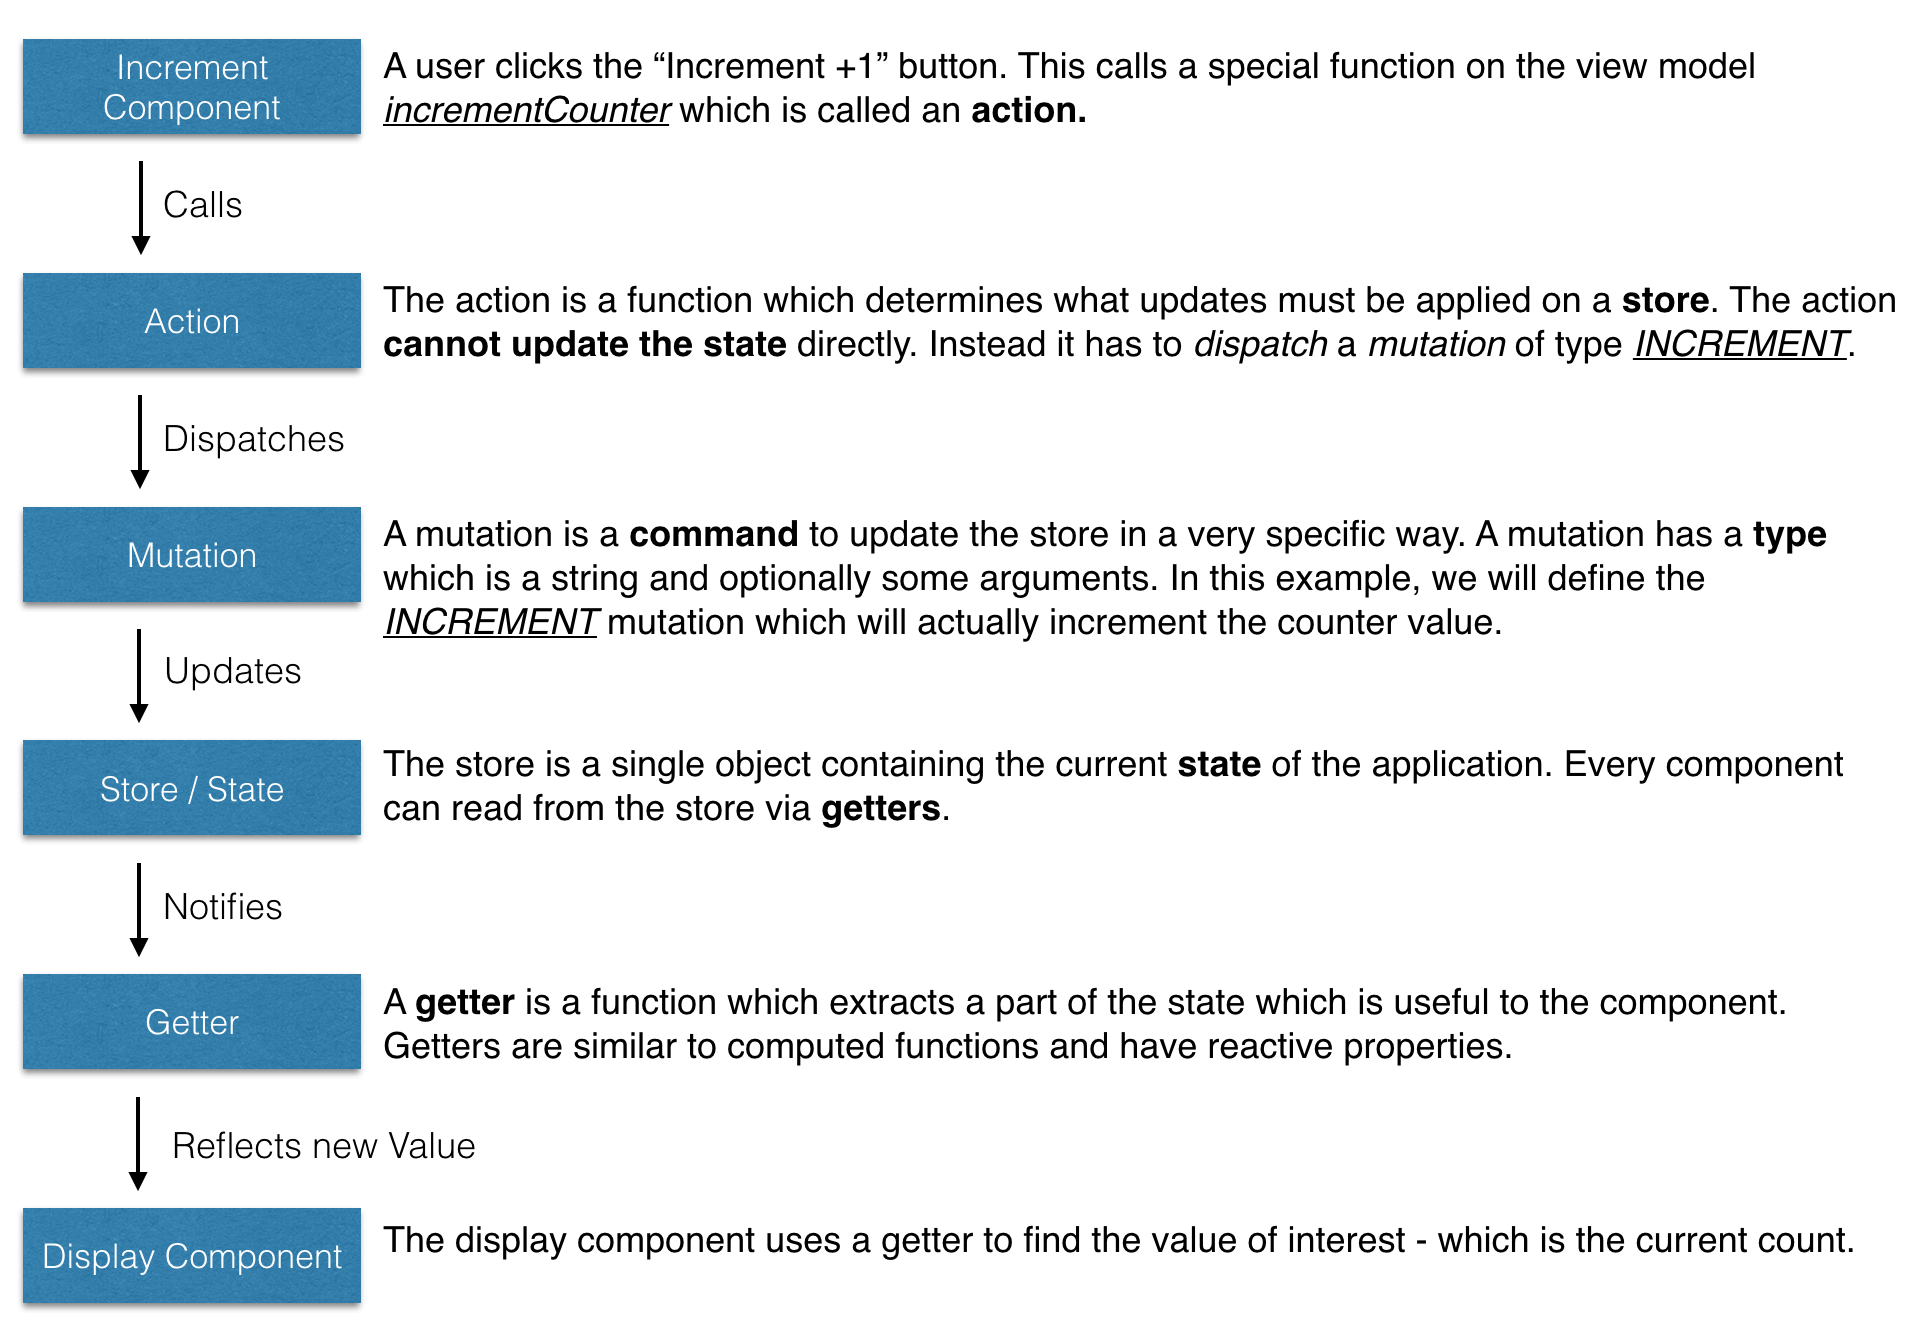 Increment
Component
A user clicks the “Increment +1” button. This calls a special function on the view model
incrementCounter which is called an action.
Calls
Action
The action is a function which determines what updates must be applied on a store. The action
cannot update the state directly. Instead it has to dispatch a mutation of type INCREMENT.
Dispatches
Mutation
A mutation is a command to update the store in a very specific way. A mutation has a type
which is a string and optionally some arguments. In this example, we will define the
INCREMENT mutation which will actually increment the counter value.
Updates
Store / State
The store is a single object containing the current state of the application. Every component
can read from the store via getters.
Notifies
Getter
A getter is a function which extracts a part of the state which is useful to the component.
Getters are similar to computed functions and have reactive properties.
Reflects new Value
Display Component
The display component uses a getter to find the value of interest - which is the current count.